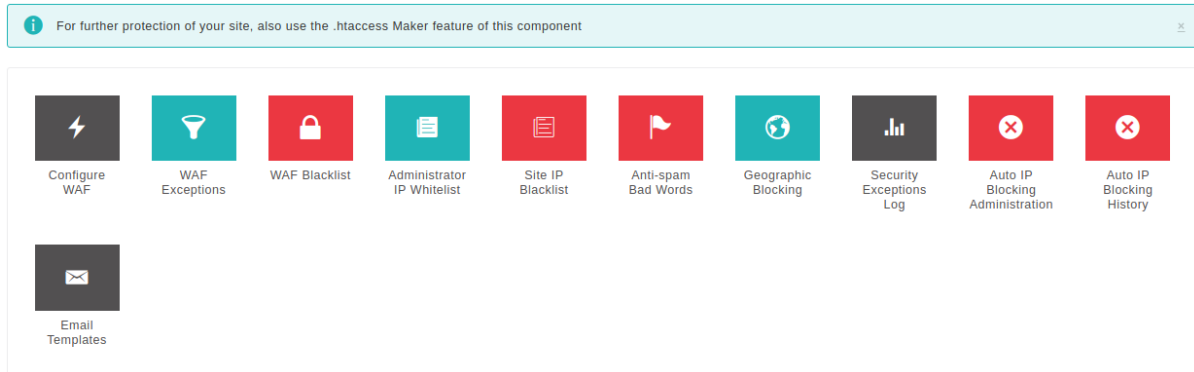 For further protection of your site, also use the .htaccess Maker feature of this component ×
Configure
WAF
WAF
Exceptions
WAF Blacklist
Administrator
IP Whitelist
Site IP
Blacklist
Anti-spam
Bad Words
Geographic
Blocking
Security
Exceptions
Log
Auto IP
Blocking
Administration
Auto IP
Blocking
History
Email
Templates